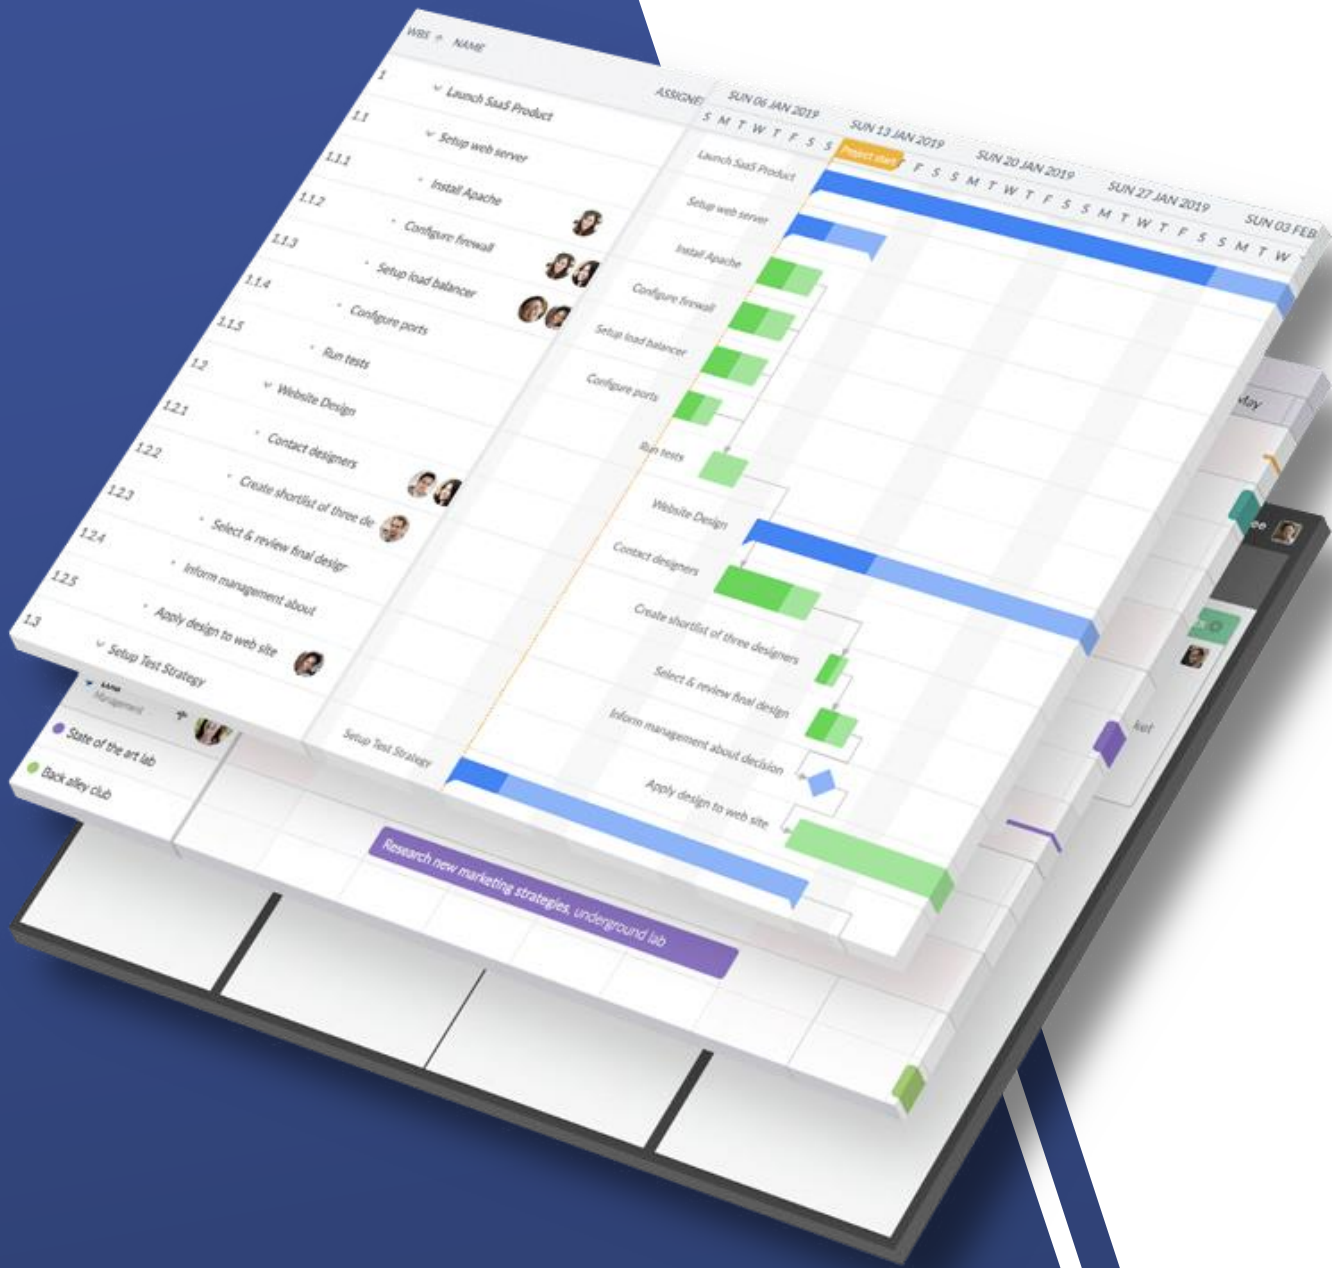 WBS NAME
ASSIGNE
1 Launch SaaS Product
1.1 Setup web server
1.1.1 Install Apache
1.1.2 Configure firewall
1.1.3 Setup load balancer
1.1.4 Configure ports
1.1.5 Run tests
1.2 Website Design
1.2.1 Contact designers
1.2.2 Create shortlist of three de
1.2.3 Select & review final design
1.2.4 Inform management about
1.2.5 Apply design to web site
1.3 Setup Test Strategy
SUN 06 JAN 2019 SUN 13 JAN 2019 SUN 20 JAN 2019 SUN 27 JAN 2019 SUN 03 FEB
S M T W T F S S
Project start
F S S M T W T F S S M T W T F S S M T W
Launch SaaS Product
Setup web server
Install Apache
Configure firewall
Setup load balancer
Configure ports
Run tests
Website Design
Contact designers
Create shortlist of three designers
Select & review final design
Inform management about decision
Apply design to web site
Setup Test Strategy
May
ee
ket
Management
State of the art lab
Back alley club
Research new marketing strategies, underground lab